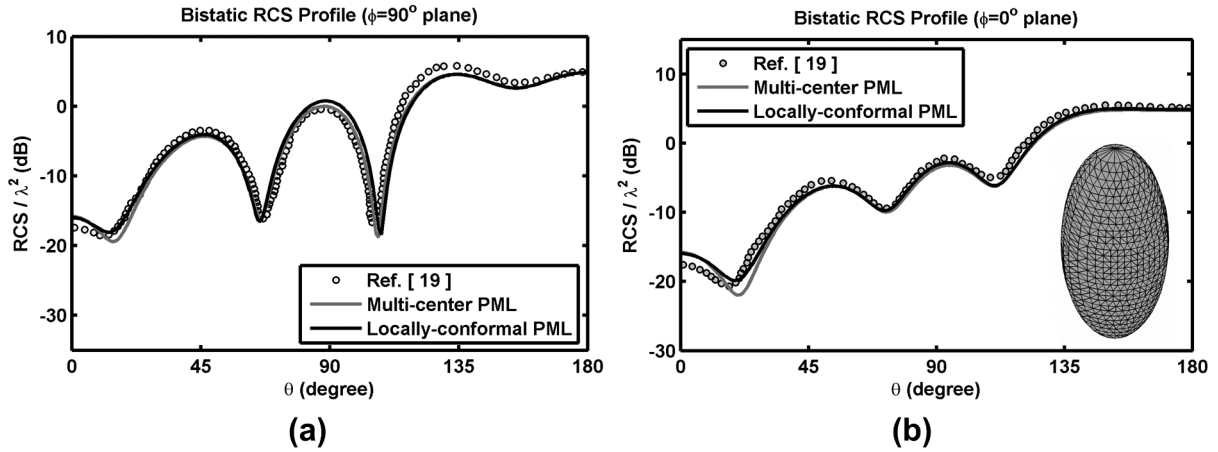 Bistatic RCS Profile (ϕ=90° plane)
10
0
-10
-20
-30
RCS / λ² (dB)
Ref. [ 19 ]
Multi-center PML
Locally-conformal PML
0 45 90 135 180
θ (degree)
(a)
Bistatic RCS Profile (ϕ=0° plane)
10
0
-10
-20
-30
RCS / λ² (dB)
Ref. [ 19 ]
Multi-center PML
Locally-conformal PML
0 45 90 135 180
θ (degree)
(b)